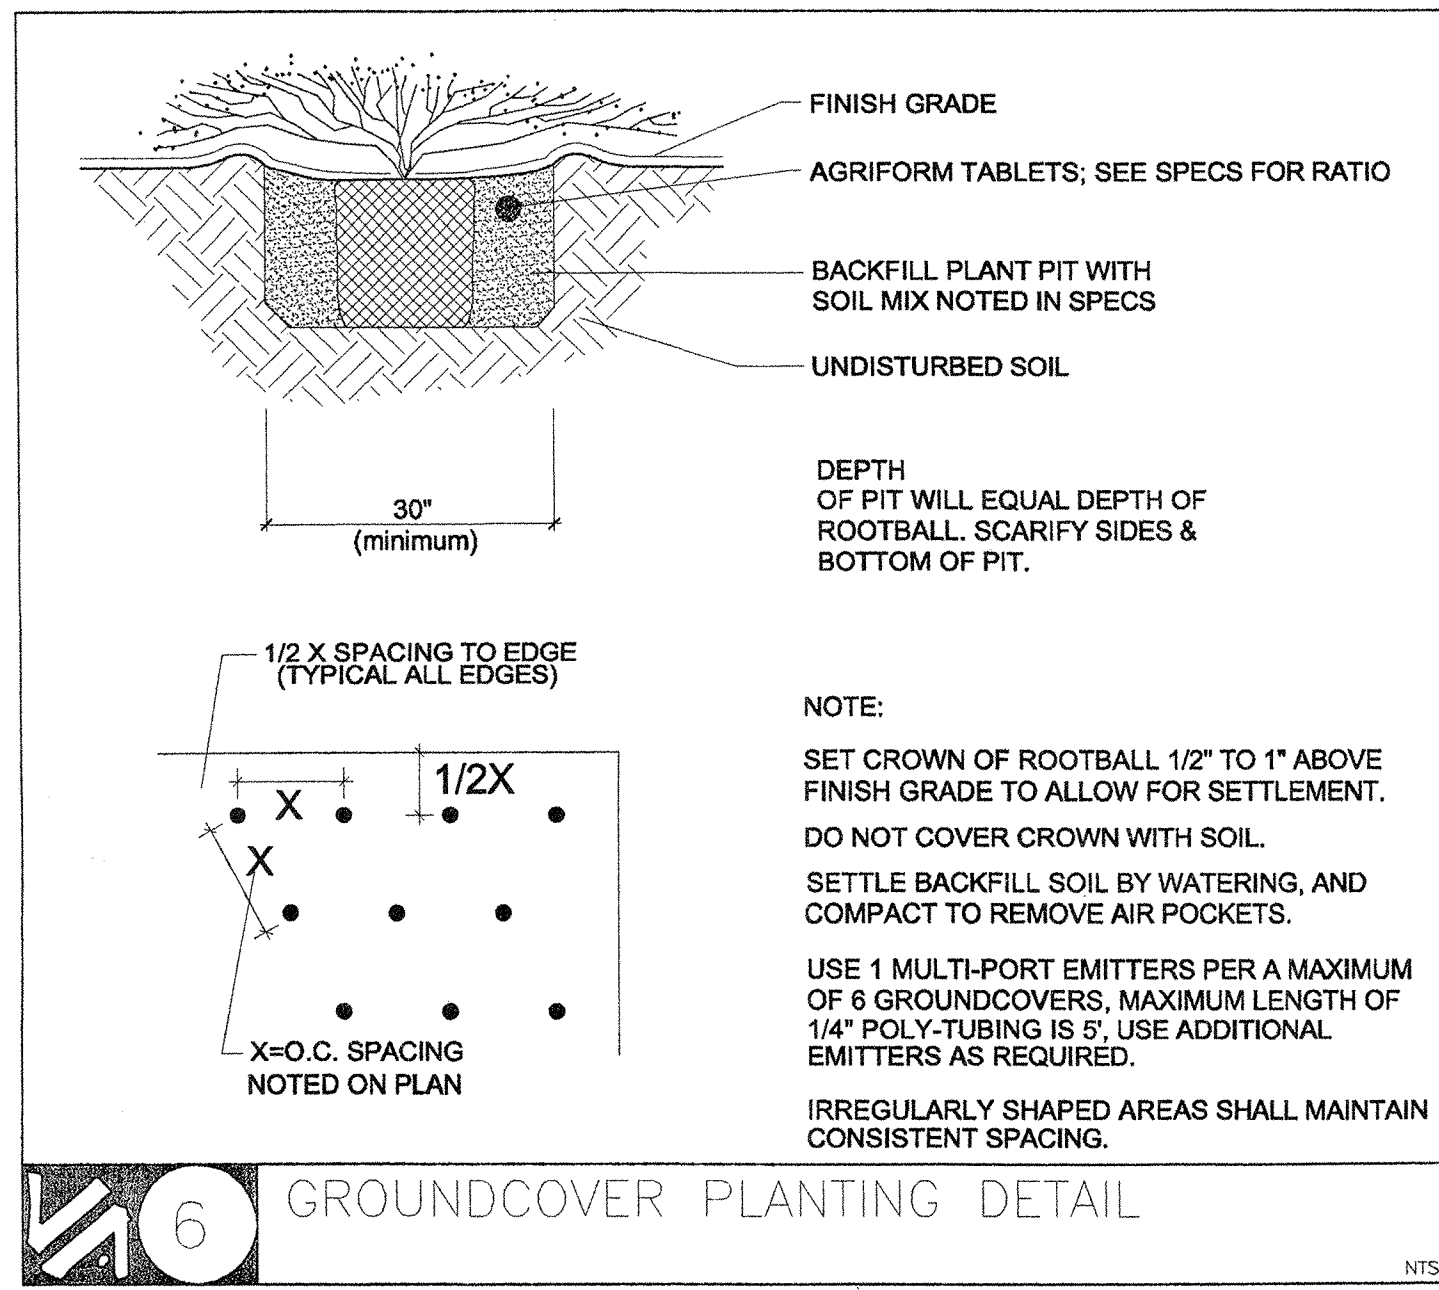 FINISH GRADE
AGRIFORM TABLETS; SEE SPECS FOR RATIO
BACKFILL PLANT PIT WITH
SOIL MIX NOTED IN SPECS
UNDISTURBED SOIL
30"
(minimum)
DEPTH
OF PIT WILL EQUAL DEPTH OF
ROOTBALL. SCARIFY SIDES &
BOTTOM OF PIT.
1/2 X SPACING TO EDGE
(TYPICAL ALL EDGES)
1/2X
X
X
X=O.C. SPACING
NOTED ON PLAN
NOTE:
SET CROWN OF ROOTBALL 1/2" TO 1" ABOVE
FINISH GRADE TO ALLOW FOR SETTLEMENT.
DO NOT COVER CROWN WITH SOIL.
SETTLE BACKFILL SOIL BY WATERING, AND
COMPACT TO REMOVE AIR POCKETS.
USE 1 MULTI-PORT EMITTERS PER A MAXIMUM
OF 6 GROUNDCOVERS, MAXIMUM LENGTH OF
1/4" POLY-TUBING IS 5', USE ADDITIONAL
EMITTERS AS REQUIRED.
IRREGULARLY SHAPED AREAS SHALL MAINTAIN
CONSISTENT SPACING.
6
GROUNDCOVER PLANTING DETAIL
NTS